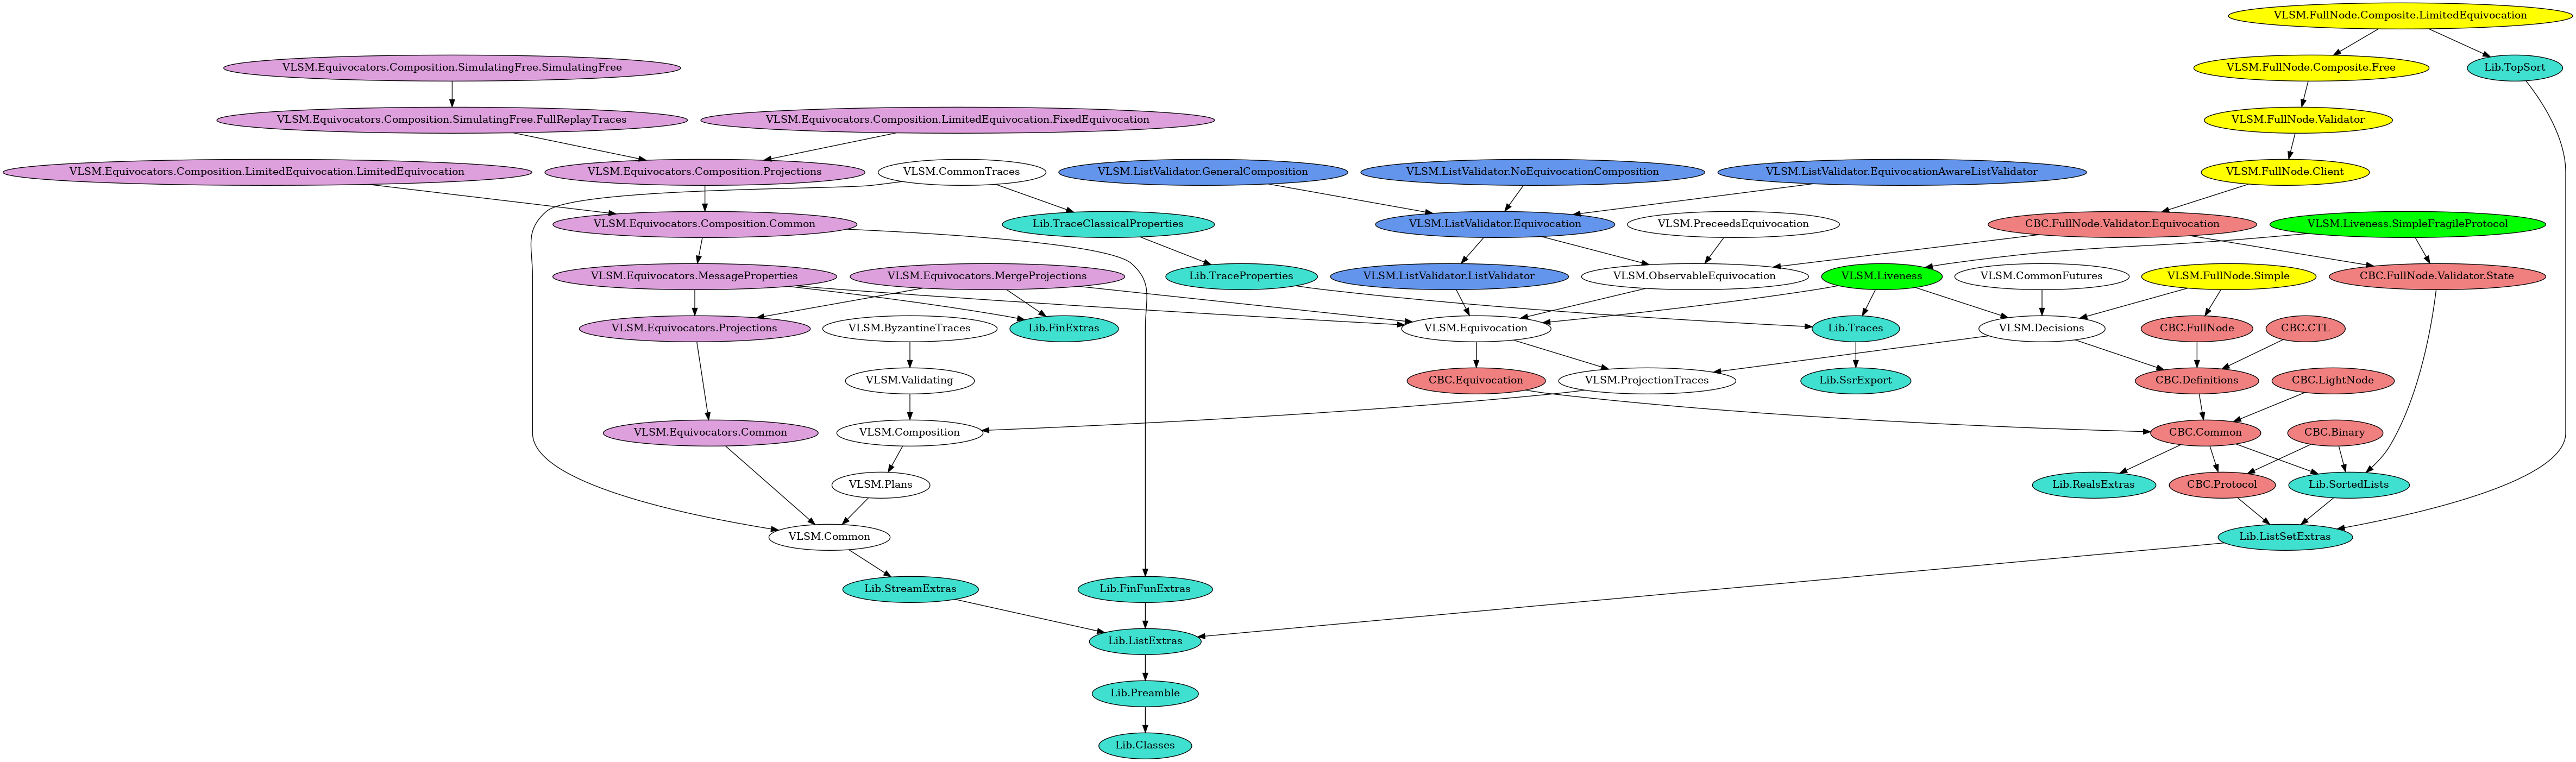 VLSM.FullNode.Composite.LimitedEquivocation
VLSM.Equivocators.Composition.SimulatingFree.SimulatingFree
VLSM.FullNode.Composite.Free
Lib.TopSort
VLSM.Equivocators.Composition.SimulatingFree.FullReplayTraces
VLSM.Equivocators.Composition.LimitedEquivocation.FixedEquivocation
VLSM.FullNode.Validator
VLSM.Equivocators.Composition.LimitedEquivocation.LimitedEquivocation
VLSM.Equivocators.Composition.Projections
VLSM.CommonTraces
VLSM.ListValidator.GeneralComposition
VLSM.ListValidator.NoEquivocationComposition
VLSM.ListValidator.EquivocationAwareListValidator
VLSM.FullNode.Client
VLSM.Equivocators.Composition.Common
Lib.TraceClassicalProperties
VLSM.ListValidator.Equivocation
VLSM.PreceedsEquivocation
CBC.FullNode.Validator.Equivocation
VLSM.Liveness.SimpleFragileProtocol
VLSM.Equivocators.MessageProperties
VLSM.Equivocators.MergeProjections
Lib.TraceProperties
VLSM.ListValidator.ListValidator
VLSM.ObservableEquivocation
VLSM.Liveness
VLSM.CommonFutures
VLSM.FullNode.Simple
CBC.FullNode.Validator.State
VLSM.Equivocators.Projections
VLSM.ByzantineTraces
Lib.FinExtras
VLSM.Equivocation
Lib.Traces
VLSM.Decisions
CBC.FullNode
CBC.CTL
VLSM.Validating
CBC.Equivocation
VLSM.ProjectionTraces
Lib.SsrExport
CBC.Definitions
CBC.LightNode
VLSM.Equivocators.Common
VLSM.Composition
CBC.Common
CBC.Binary
VLSM.Plans
Lib.RealsExtras
CBC.Protocol
Lib.SortedLists
VLSM.Common
Lib.ListSetExtras
Lib.StreamExtras
Lib.FinFunExtras
Lib.ListExtras
Lib.Preamble
Lib.Classes